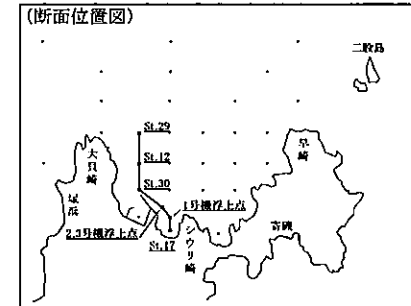 (断面位置図)
二股島
St.29
大貝崎
早崎
St.12
塚浜
St.30
1号機浮上点
シウリ崎
寄磯
2,3号機浮上点
St.17